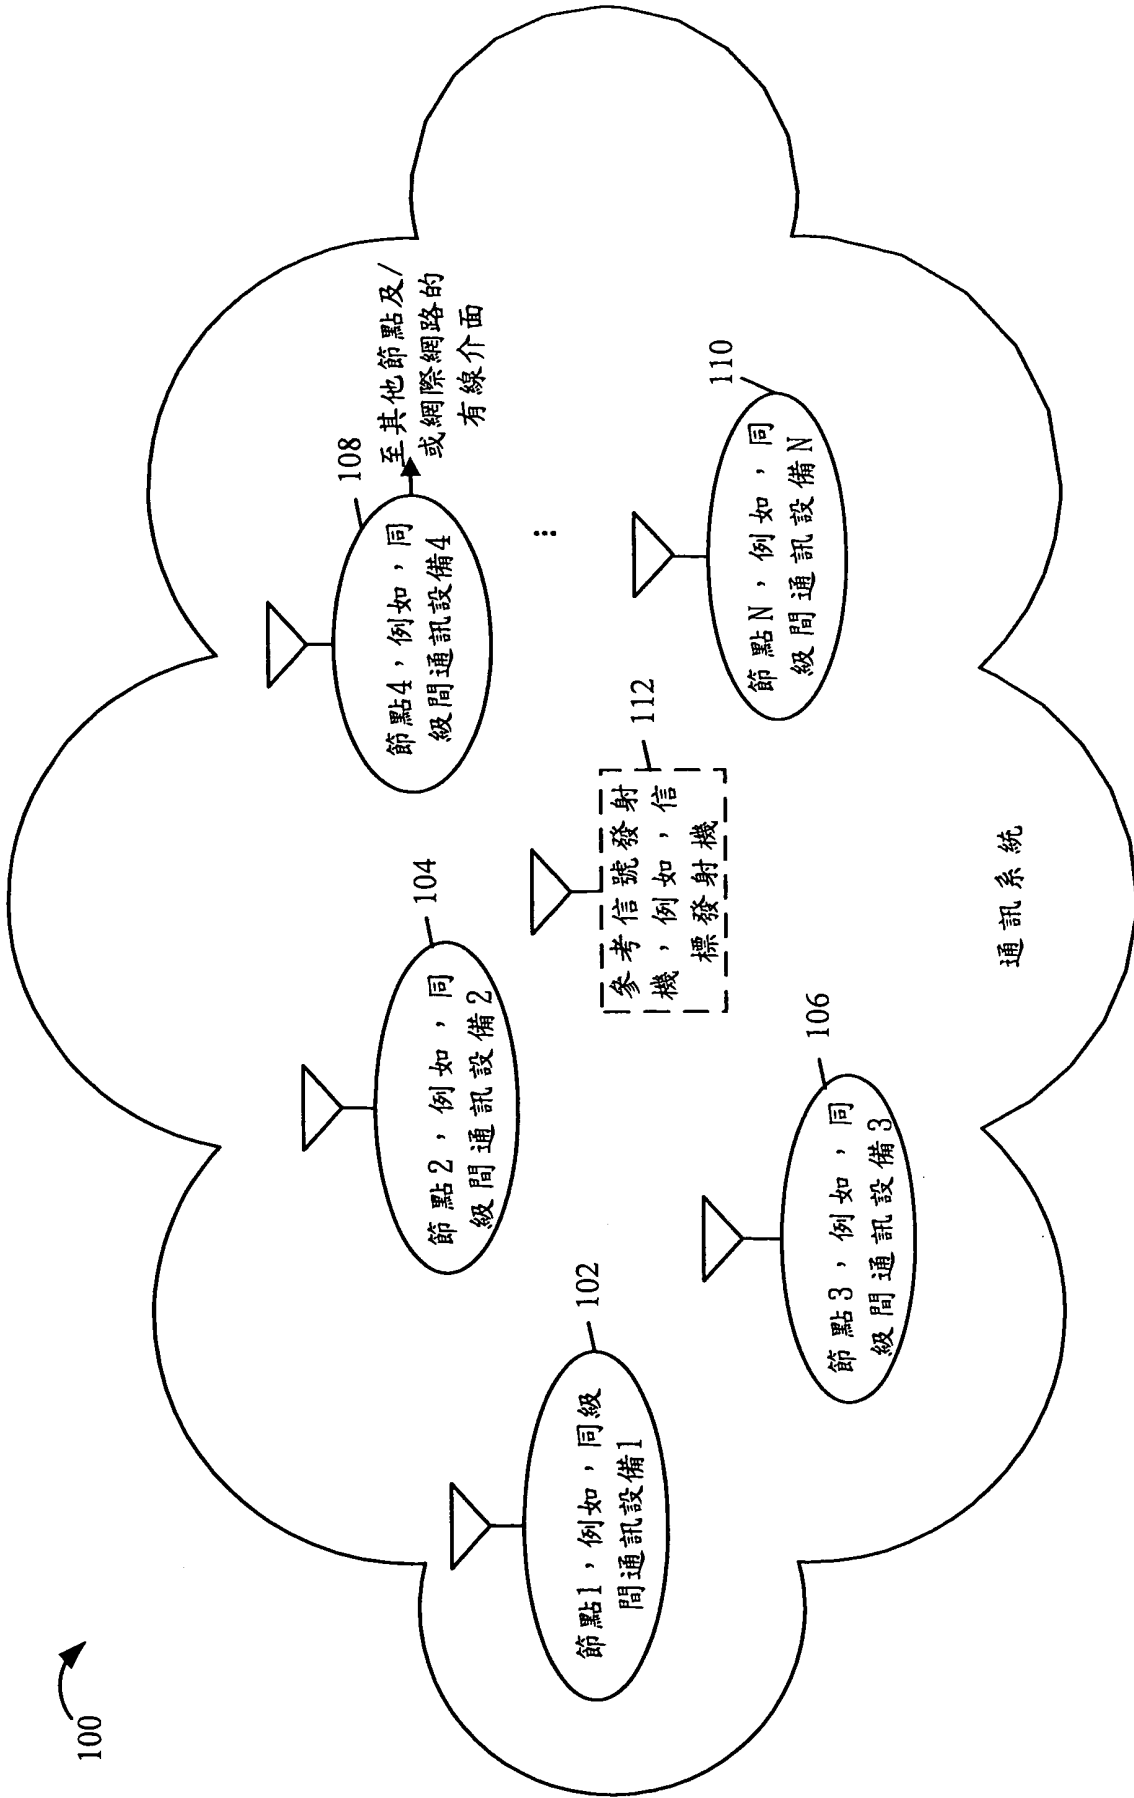 100
節點4，例如，同
級間通訊設備4
108
至其他節點及/
或網際網路的
有線介面
節點2，例如，同
級間通訊設備2
104
節點1，例如，同級
間通訊設備1
102
參考信號發射
機，例如，信
標發射機
112
⋮
節點N，例如，同
級間通訊設備N
110
節點3，例如，同
級間通訊設備3
106
通訊系統